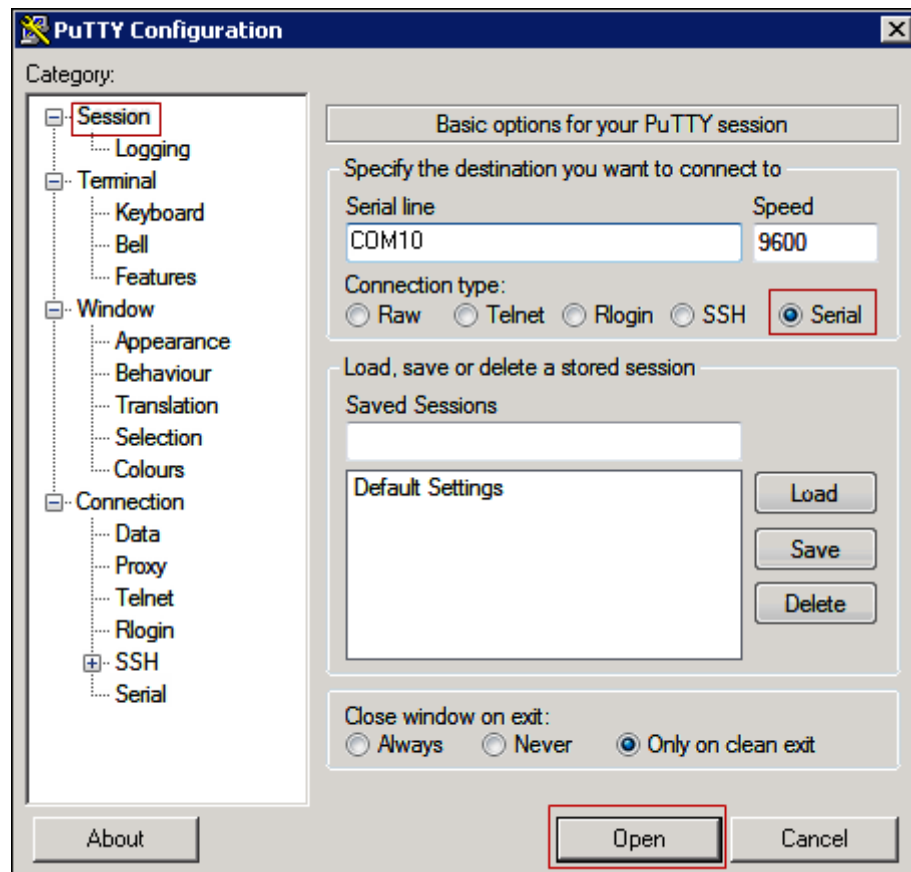 PuTTY Configuration
Category:
Session
Logging
Terminal
Keyboard
Bell
Features
Window
Appearance
Behaviour
Translation
Selection
Colours
Connection
Data
Proxy
Telnet
Rlogin
SSH
Serial
Basic options for your PuTTY session
Specify the destination you want to connect to
Serial line Speed
COM10 9600
Connection type:
Raw Telnet Rlogin SSH Serial
Load, save or delete a stored session
Saved Sessions
Default Settings
Load
Save
Delete
Close window on exit:
Always Never Only on clean exit
About Open Cancel